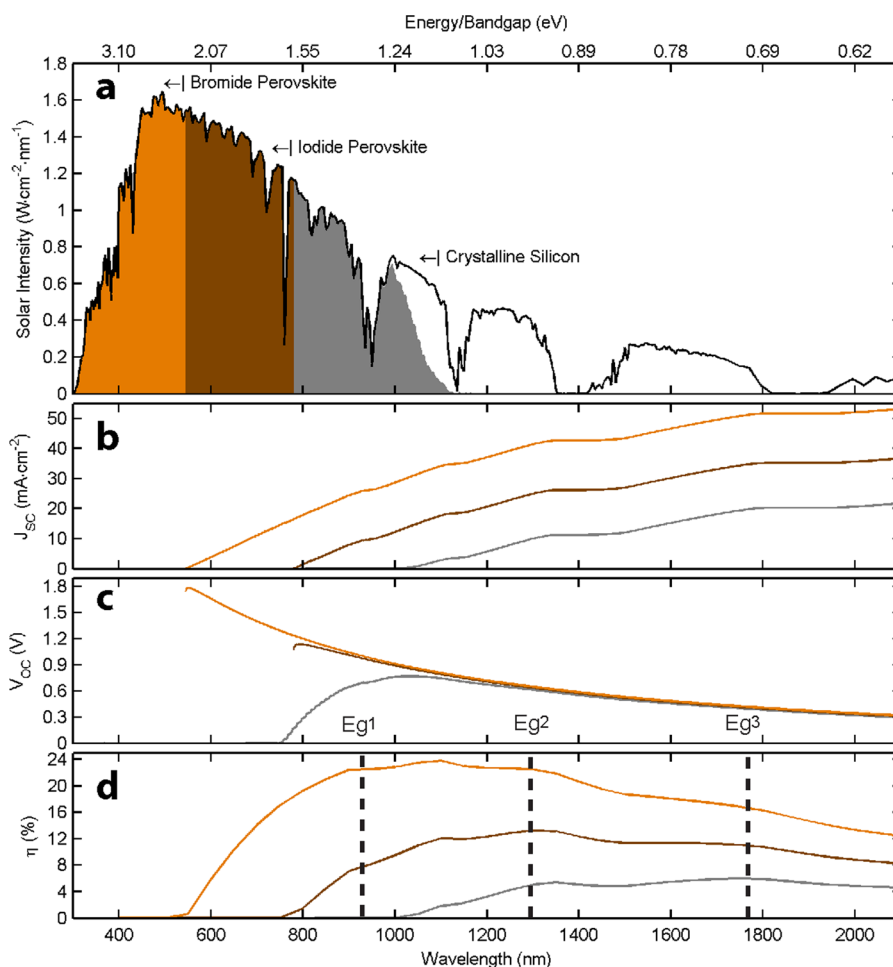 Energy/Bandgap (eV)
3.10 2.07 1.55 1.24 1.03 0.89 0.78 0.69 0.62
a
←| Bromide Perovskite
←| Iodide Perovskite
←| Crystalline Silicon
Solar Intensity (W·cm⁻²·nm⁻¹)
1.8
1.6
1.4
1.2
1
0.8
0.6
0.4
0.2
0
b
J_SC (mA·cm⁻²)
50
40
30
20
10
0
c
V_OC (V)
1.8
1.5
1.2
0.9
0.6
0.3
0
Eg¹ Eg² Eg³
d
η (%)
24
20
16
12
8
4
0
400 600 800 1000 1200 1400 1600 1800 2000
Wavelength (nm)